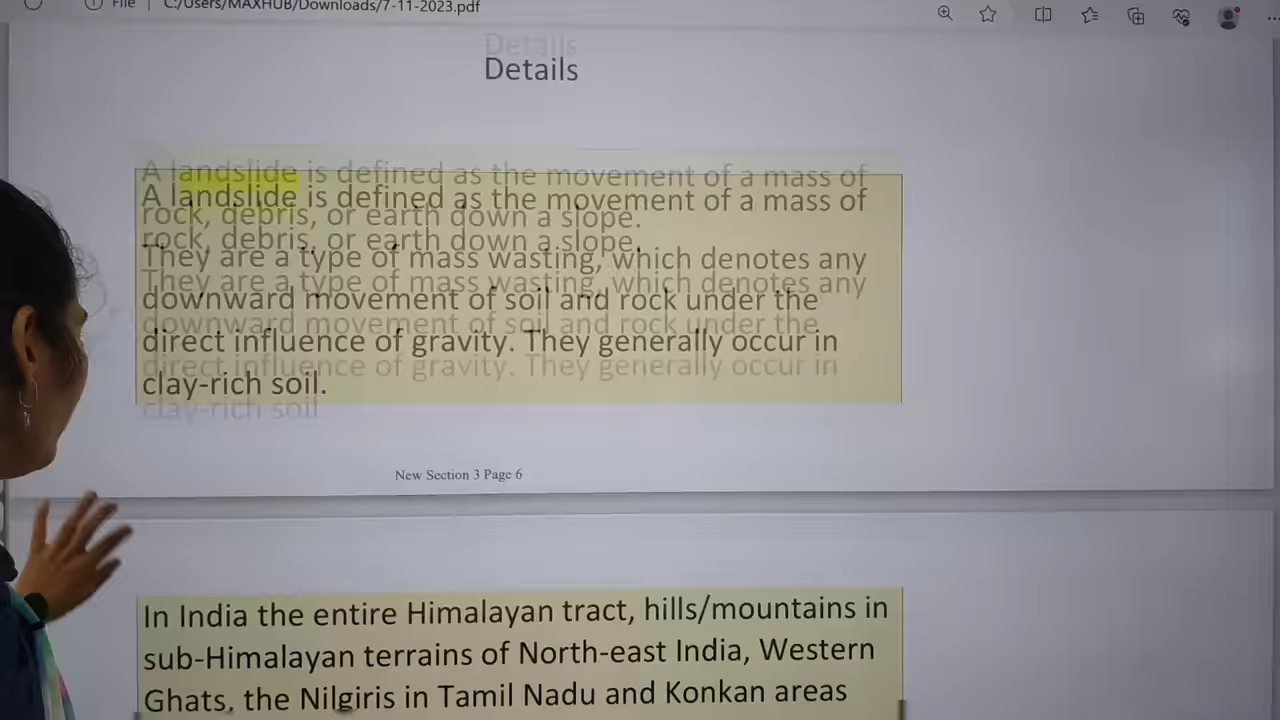 File | C:/Users/MAXHUB/Downloads/7-11-2023.pdf
Details
A landslide is defined as the movement of a mass of
rock, debris, or earth down a slope.
They are a type of mass wasting, which denotes any
downward movement of soil and rock under the
direct influence of gravity. They generally occur in
clay-rich soil.
New Section 3 Page 6
In India the entire Himalayan tract, hills/mountains in
sub-Himalayan terrains of North-east India, Western
Ghats, the Nilgiris in Tamil Nadu and Konkan areas